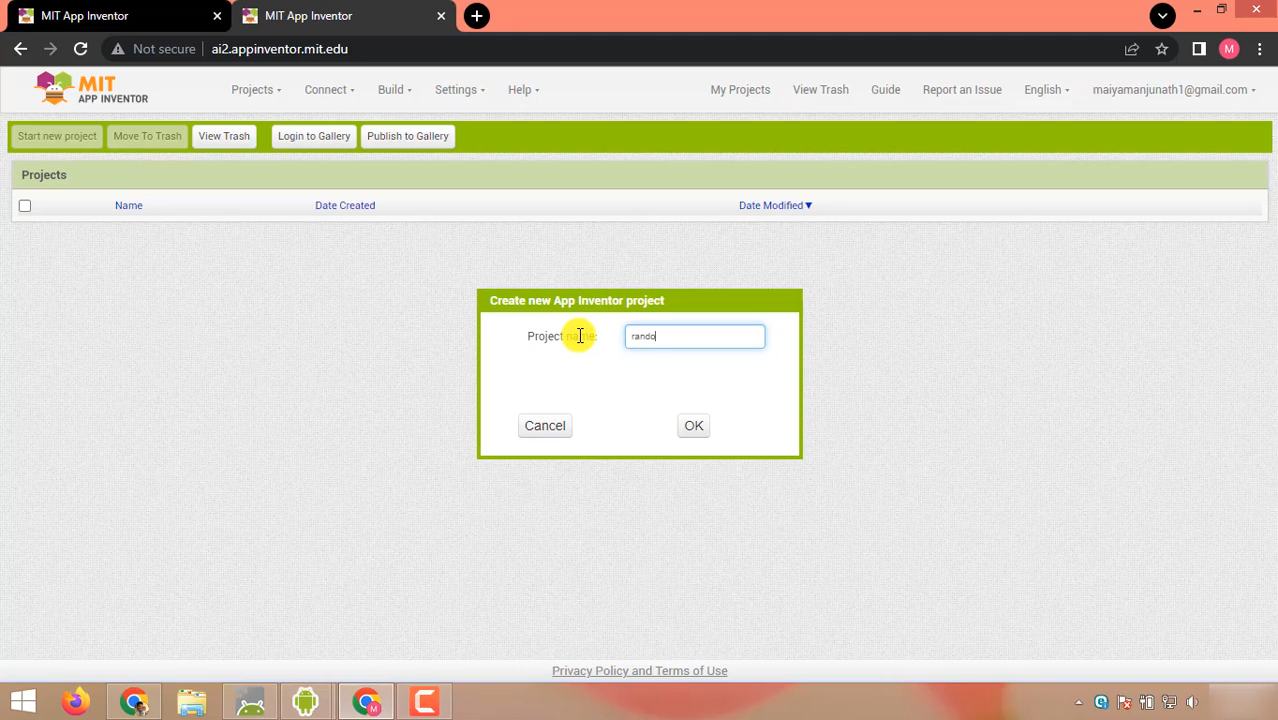 MIT App Inventor
MIT App Inventor
Not secure ai2.appinventor.mit.edu
M
MIT
APP INVENTOR
Projects Connect Build Settings Help My Projects View Trash Guide Report an Issue English maiyamanjunath1@gmail.com
Start new project Move To Trash View Trash Login to Gallery Publish to Gallery
Projects
Name Date Created Date Modified
Create new App Inventor project
Project name: rando
Cancel OK
Privacy Policy and Terms of Use
M